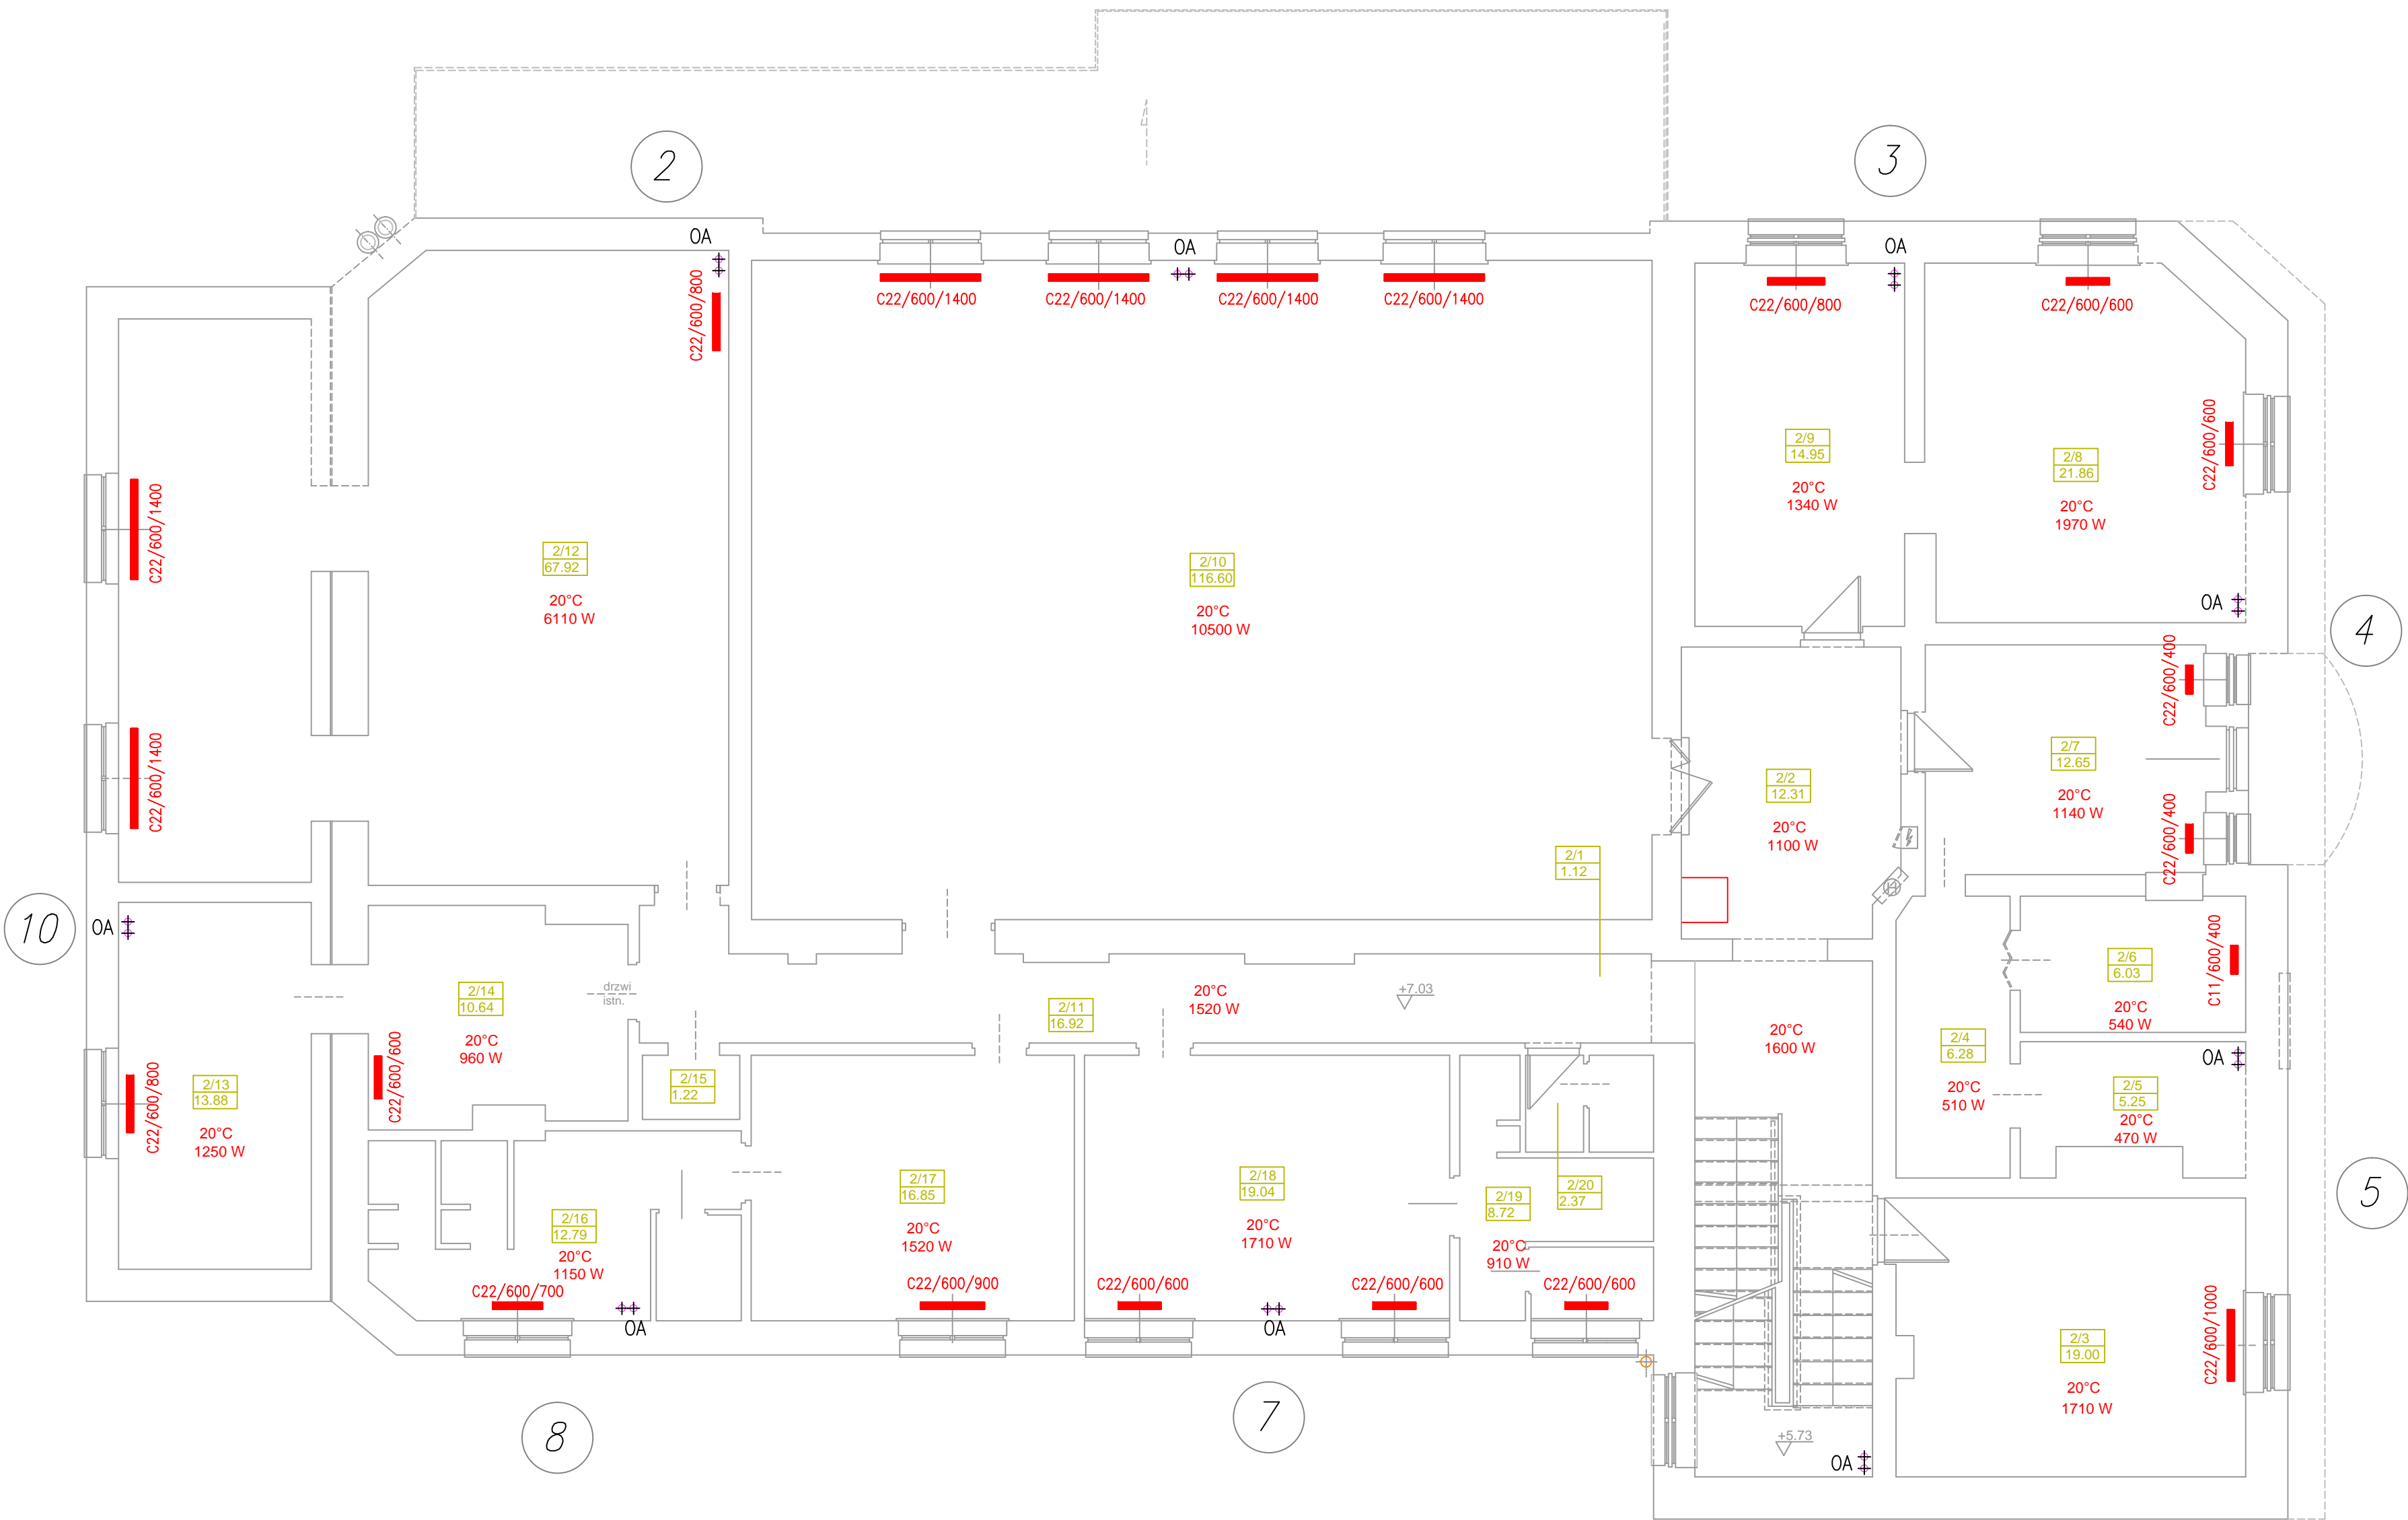 2
3
OA
OA
OA
C22/600/800
C22/600/1400
C22/600/1400
C22/600/1400
C22/600/1400
C22/600/800
C22/600/600
C22/600/600
2/9
14.95
20°C
1340 W
2/8
21.86
20°C
1970 W
C22/600/1400
2/12
67.92
20°C
6110 W
2/10
116.60
20°C
10500 W
OA
4
C22/600/400
C22/600/1400
2/2
12.31
20°C
1100 W
2/7
12.65
20°C
1140 W
C22/600/400
2/1
1.12
10
OA
C11/600/400
2/6
6.03
20°C
540 W
2/14
10.64
20°C
960 W
drzwi
istn.
2/11
16.92
20°C
1520 W
+7.03
20°C
1600 W
2/4
6.28
20°C
510 W
OA
2/5
5.25
20°C
470 W
C22/600/600
C22/600/800
2/13
13.88
20°C
1250 W
2/15
1.22
2/17
16.85
20°C
1520 W
2/18
19.04
20°C
1710 W
2/19
8.72
20°C
910 W
2/20
2.37
5
2/16
12.79
20°C
1150 W
C22/600/700
C22/600/900
C22/600/600
C22/600/600
C22/600/600
OA
OA
C22/600/1000
2/3
19.00
20°C
1710 W
8
7
+5.73
OA